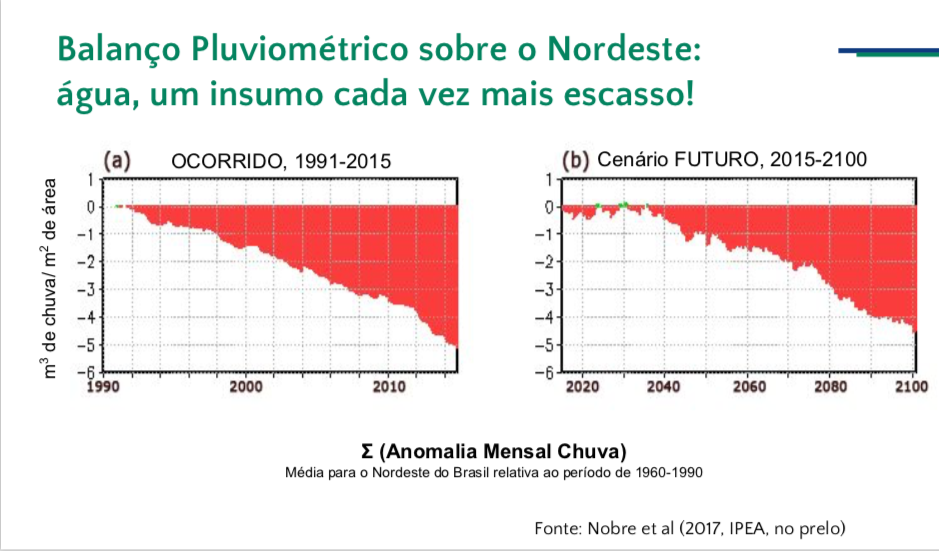 Balanço Pluviométrico sobre o Nordeste:
água, um insumo cada vez mais escasso!
(a) OCORRIDO, 1991-2015
(b) Cenário FUTURO, 2015-2100
m³ de chuva/ m² de área
1
0
-1
-2
-3
-4
-5
-6
1990 2000 2010
1
0
-1
-2
-3
-4
-5
-6
2020 2040 2060 2080 2100
Σ (Anomalia Mensal Chuva)
Média para o Nordeste do Brasil relativa ao período de 1960-1990
Fonte: Nobre et al (2017, IPEA, no prelo)